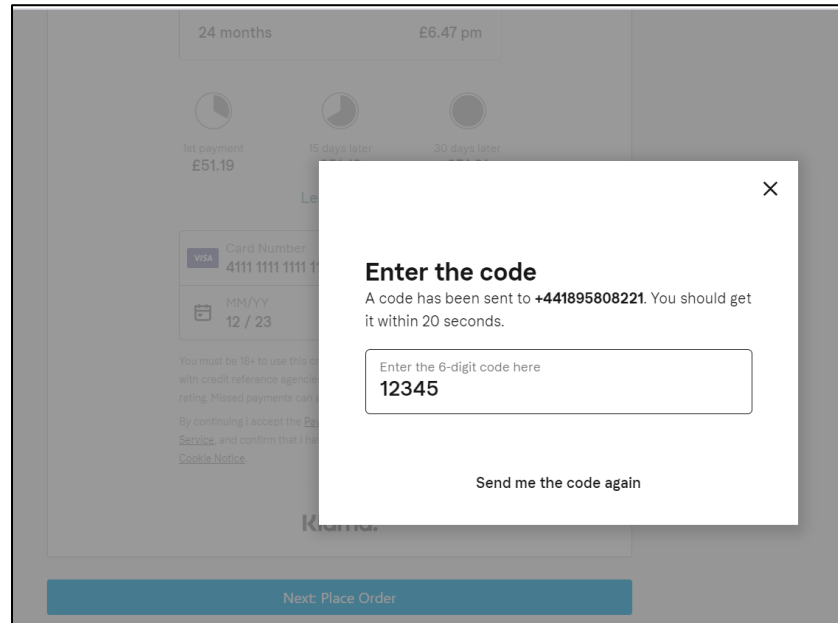 24 months £6.47 pm
1st payment 15 days later 30 days later
£51.19
Le
Enter the code
A code has been sent to +441895808221. You should get
it within 20 seconds.
Enter the 6-digit code here
12345
Send me the code again
VISA
Card Number
4111 1111 1111 1
MM/YY
12 / 23
You must be 18+ to use this
with credit reference agencie
rating. Missed payments can
By continuing I accept the Pa
Service, and confirm that I ha
Cookie Notice.
Klarna.
Next: Place Order